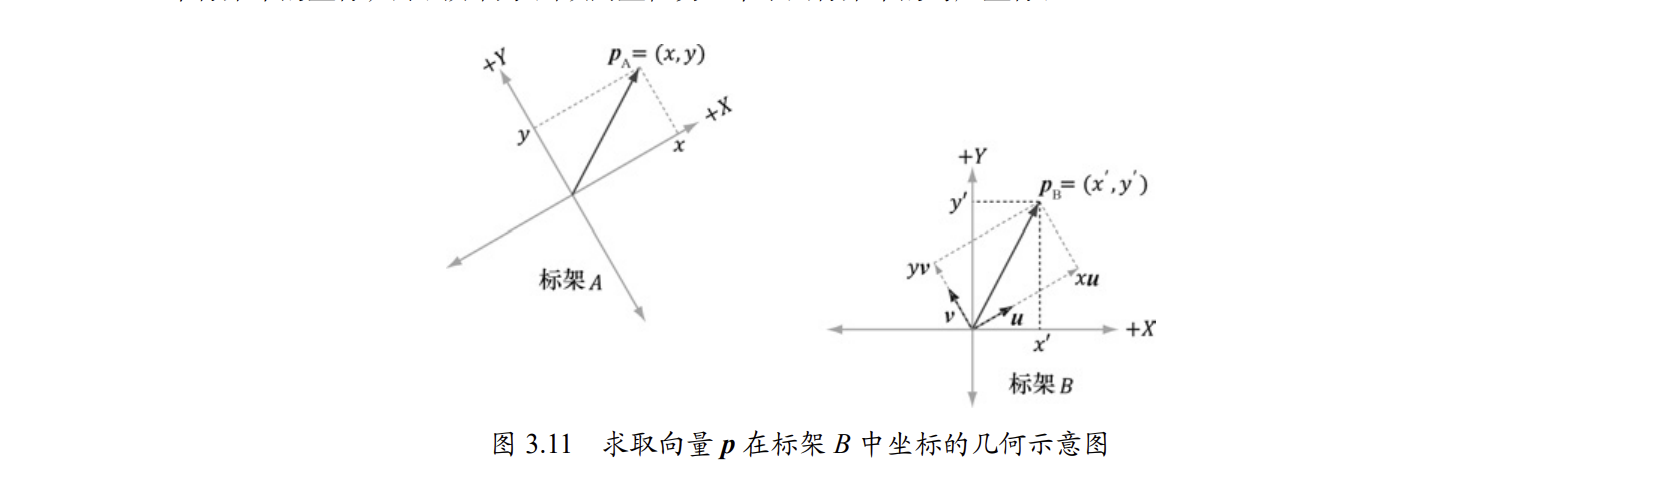 +Y
p_A = (x, y)
+X
y
x
标架 A
+Y
p_B = (x′, y′)
y′
yv
xu
v
u
+X
x′
标架 B
图 3.11 求取向量 p 在标架 B 中坐标的几何示意图